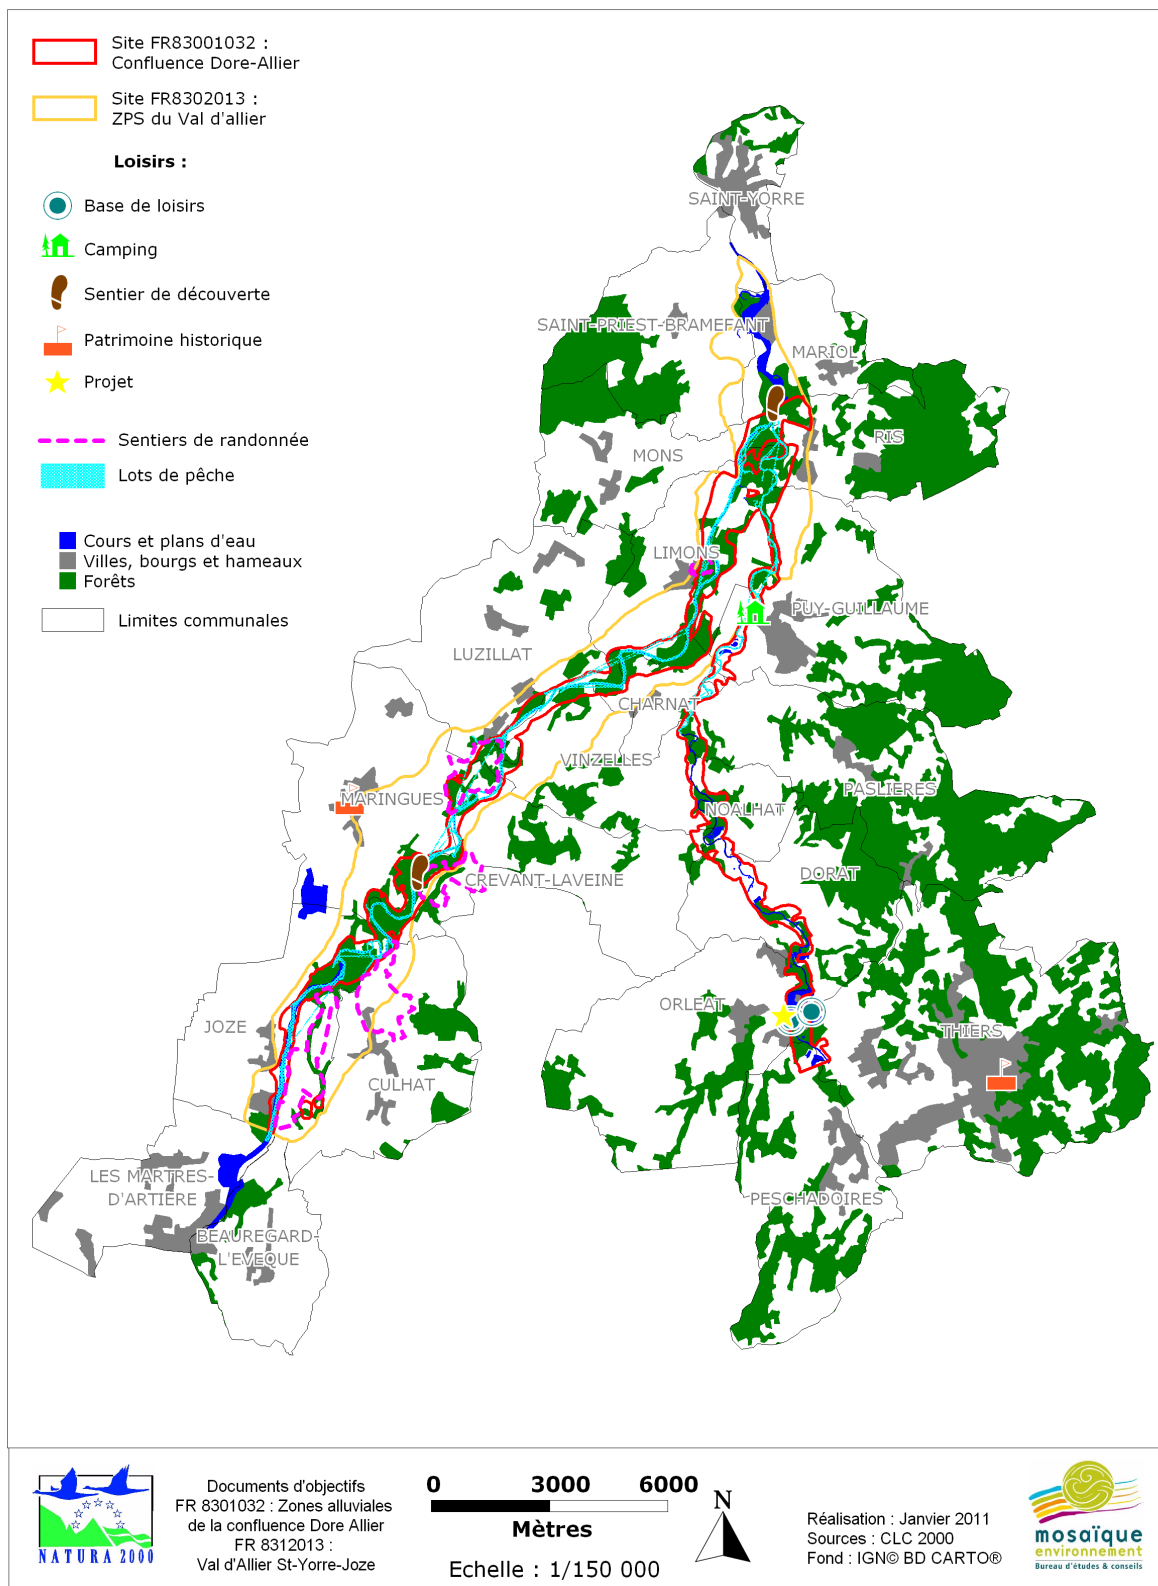 Site FR83001032 :
Confluence Dore-Allier
Site FR8302013 :
ZPS du Val d'allier
Loisirs :
Base de loisirs
Camping
Sentier de découverte
Patrimoine historique
Projet
Sentiers de randonnée
Lots de pêche
Cours et plans d'eau
Villes, bourgs et hameaux
Forêts
Limites communales
SAINT-YORRE
SAINT-PRIEST-BRAMEFANT
MARIOL
RIS
MONS
LIMONS
PUY-GUILLAUME
LUZILLAT
CHARNAT
VINZELLES
PASLIERES
MARINGUES
NOALHAT
CREVANT-LAVEINE
DORAT
ORLEAT
JOZE
THIERS
CULHAT
LES MARTRES-
D'ARTIERE
PESCHADOIRES
BEAUREGARD-
L'EVEQUE
NATURA 2000
Documents d'objectifs
FR 8301032 : Zones alluviales
de la confluence Dore Allier
FR 8312013 :
Val d'Allier St-Yorre-Joze
0 3000 6000
Mètres
Echelle : 1/150 000
N
Réalisation : Janvier 2011
Sources : CLC 2000
Fond : IGN© BD CARTO®
mosaïque
environnement
Bureau d'études & conseils